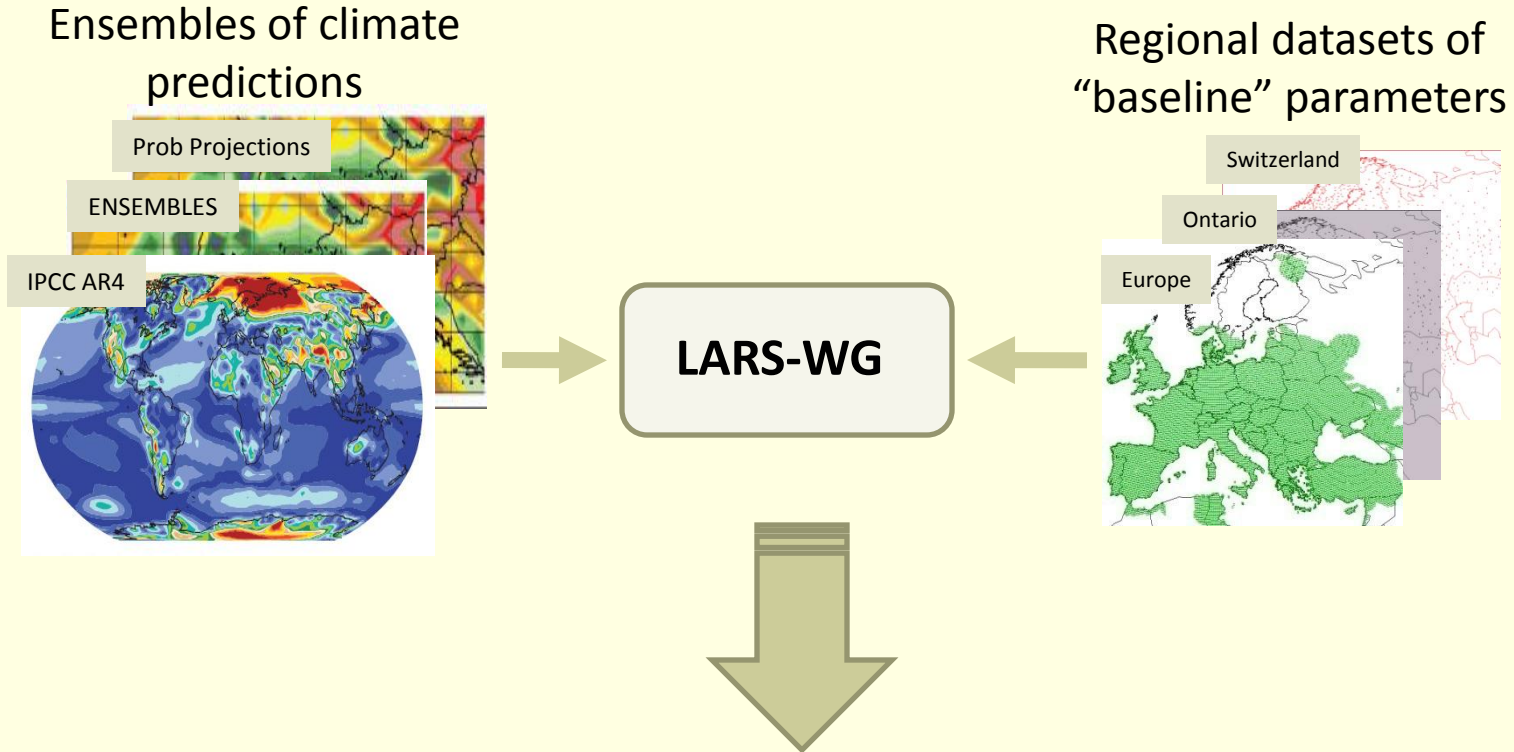 Ensembles of climate
predictions
Prob Projections
ENSEMBLES
IPCC AR4
LARS-WG
Regional datasets of
“baseline” parameters
Switzerland
Ontario
Europe